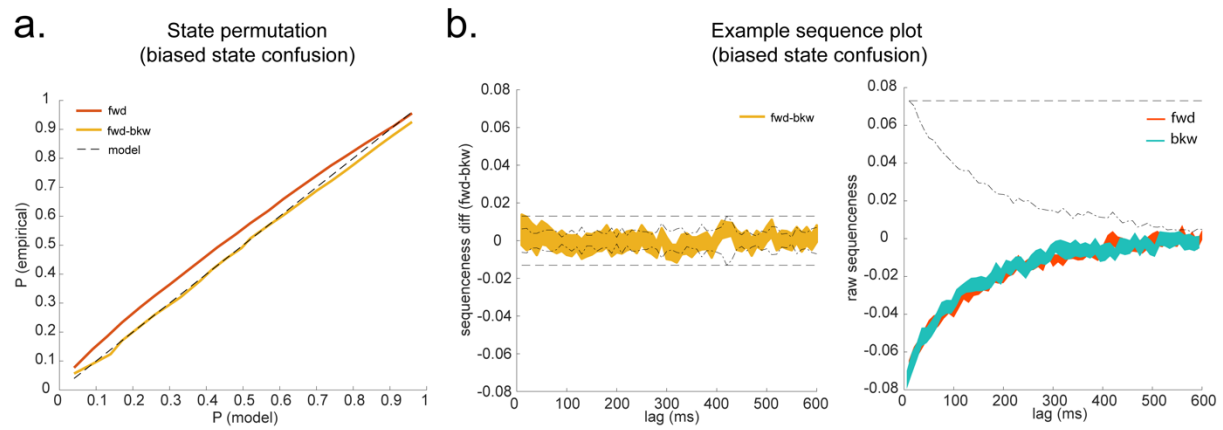 a.
State permutation
(biased state confusion)
P (empirical)
1
0.9
0.8
0.7
0.6
0.5
0.4
0.3
0.2
0.1
0
fwd
fwd-bkw
model
0 0.1 0.2 0.3 0.4 0.5 0.6 0.7 0.8 0.9 1
P (model)
b.
Example sequence plot
(biased state confusion)
sequenceness diff (fwd-bkw)
0.08
0.06
0.04
0.02
0
-0.02
-0.04
-0.06
-0.08
fwd-bkw
0 100 200 300 400 500 600
lag (ms)
raw sequenceness
0.08
0.06
0.04
0.02
0
-0.02
-0.04
-0.06
-0.08
fwd
bkw
0 100 200 300 400 500 600
lag (ms)